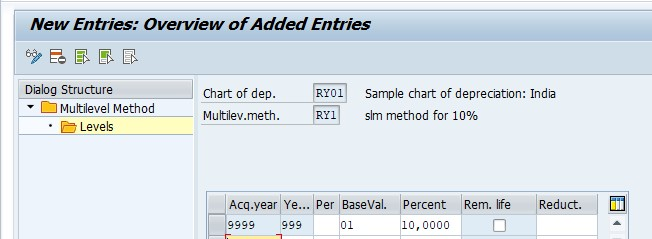 New Entries: Overview of Added Entries
Dialog Structure
Multilevel Method
Levels
Chart of dep. RY01 Sample chart of depreciation: India
Multilev.meth. RY1 slm method for 10%
Acq.year Ye... Per BaseVal. Percent Rem. life Reduct.
9999 999 01 10,0000